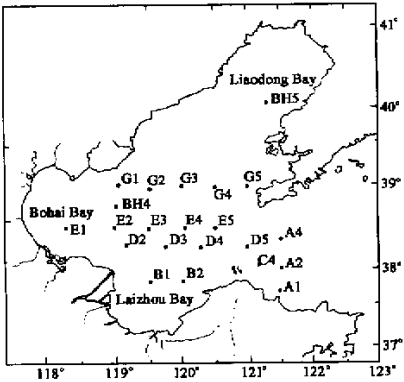 41°
Liaodong Bay
BH5
40°
G1 G2 G3 G5
G4
39°
BH4
Bohai Bay
E1 E2 E3 E4 E5
A4
D2 D3 D4 D5
C4 A2
38°
B1 B2
A1
Laizhou Bay
37°
118° 119° 120° 121° 122° 123°